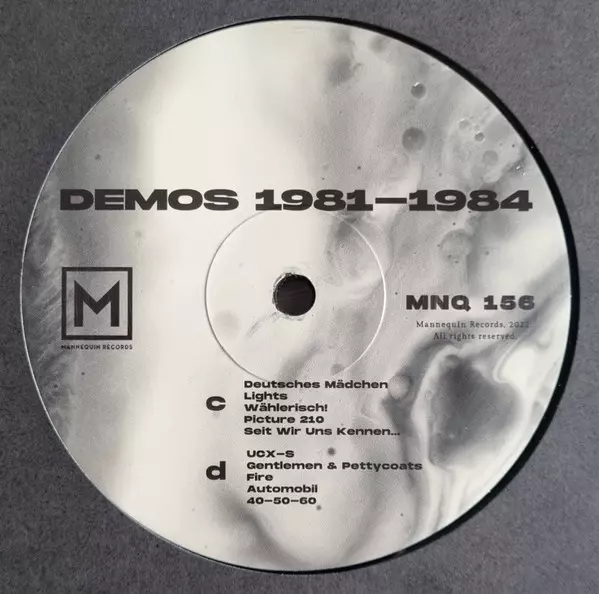 DEMOS 1981—1984
M
MANNEQUIN RECORDS
MNQ 156
Mannequin Records, 2022
All rights reserved.
c
Deutsches Mädchen
Lights
Wählerisch!
Picture 210
Seit Wir Uns Kennen...
d
UCX-S
Gentlemen & Pettycoats
Fire
Automobil
40-50-60